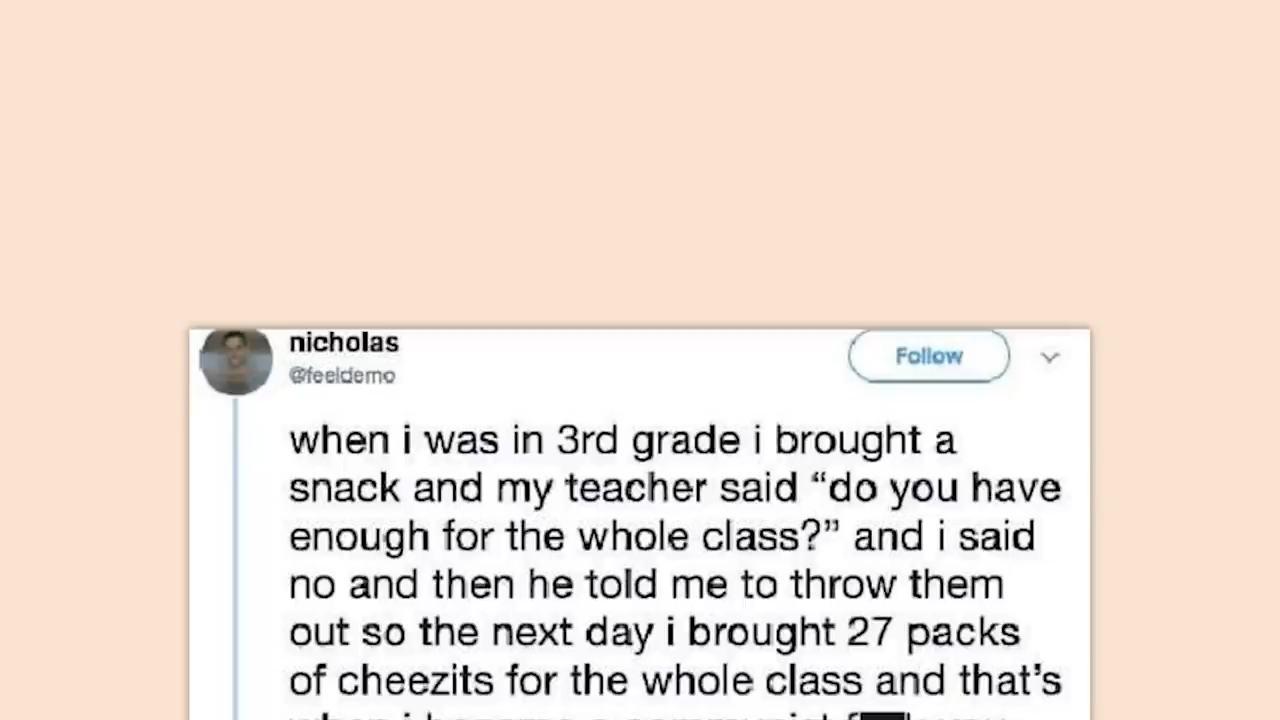 nicholas
Follow
@feeldemo
when i was in 3rd grade i brought a
snack and my teacher said “do you have
enough for the whole class?” and i said
no and then he told me to throw them
out so the next day i brought 27 packs
of cheezits for the whole class and that’s